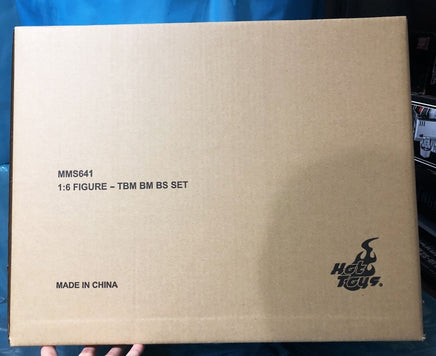 MMS641
1:6 FIGURE – TBM BM BS SET
MADE IN CHINA
Hot
Toys.